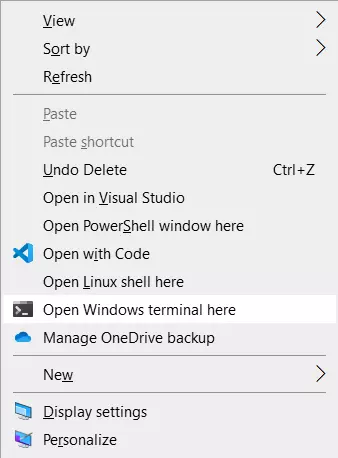 View
Sort by
Refresh
Paste
Paste shortcut
Undo Delete Ctrl+Z
Open in Visual Studio
Open PowerShell window here
Open with Code
Open Linux shell here
Open Windows terminal here
Manage OneDrive backup
New
Display settings
Personalize